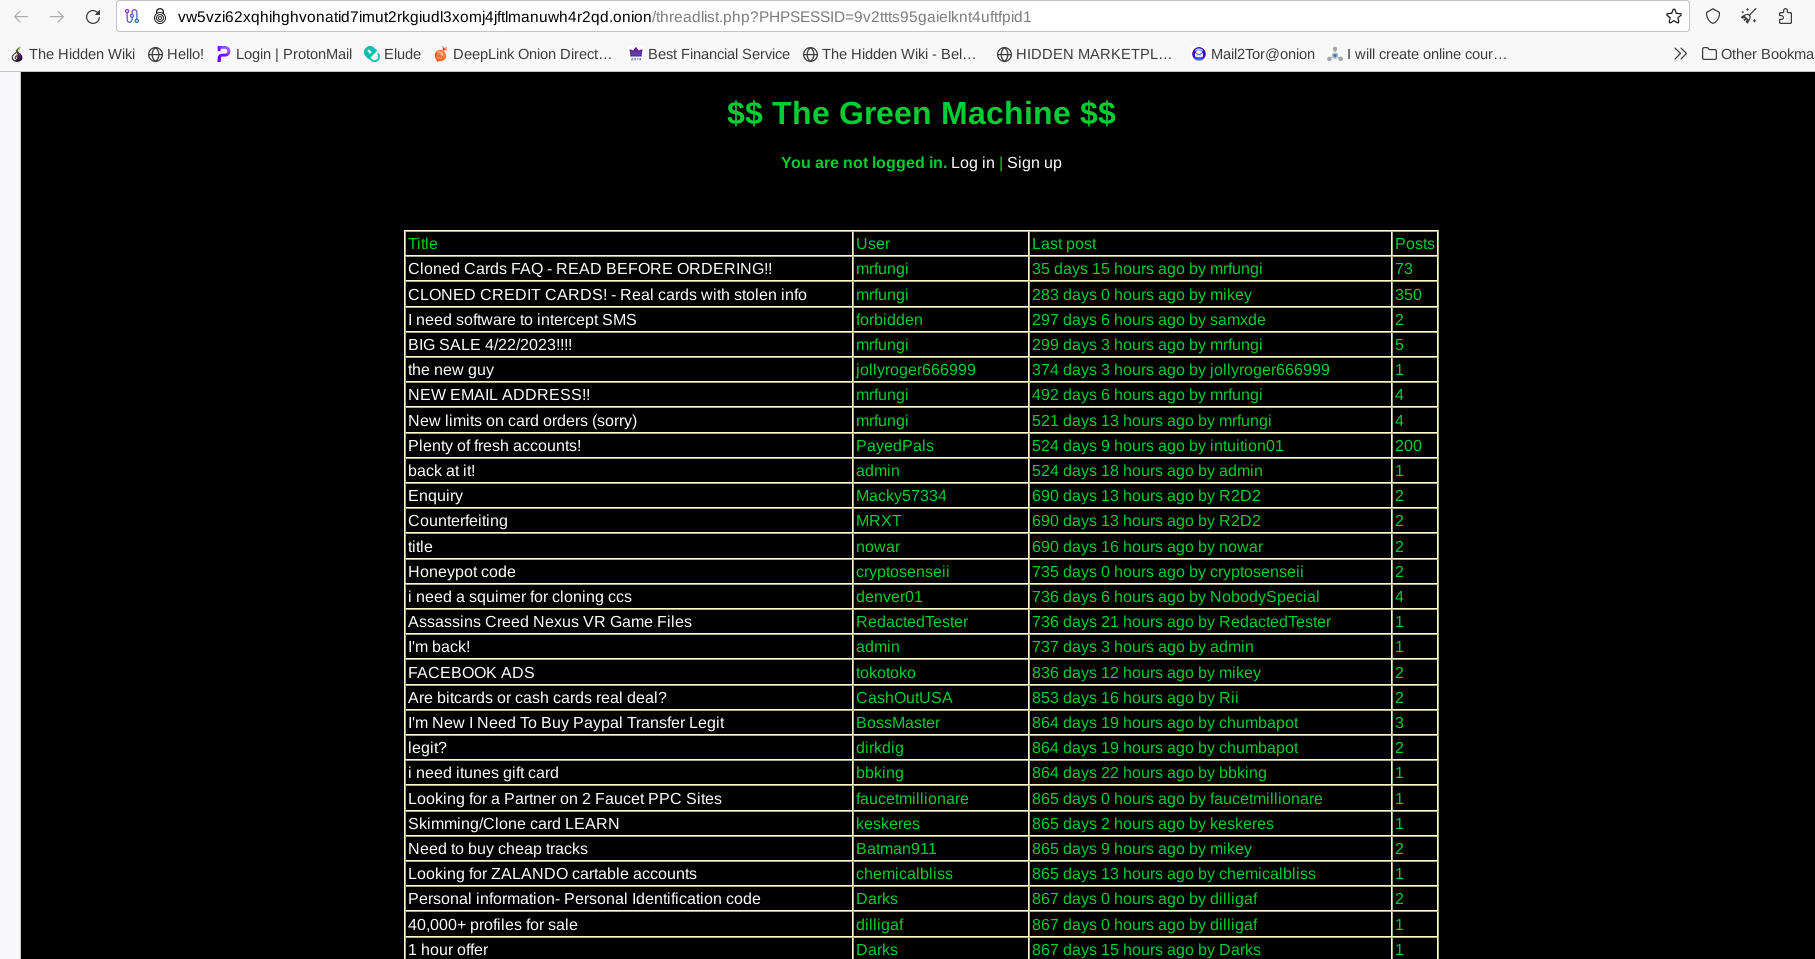 vw5vzi62xqhihghvonatid7imut2rkgiudl3xomj4jftlmanuwh4r2qd.onion/threadlist.php?PHPSESSID=9v2ttts95gaielknt4uftfpid1
The Hidden Wiki Hello! Login | ProtonMail Elude DeepLink Onion Direct… Best Financial Service The Hidden Wiki - Bel… HIDDEN MARKETPL… Mail2Tor@onion I will create online cour… Other Bookma
$$ The Green Machine $$
You are not logged in. Log in | Sign up
Title User Last post Posts
Cloned Cards FAQ - READ BEFORE ORDERING!! mrfungi 35 days 15 hours ago by mrfungi 73
CLONED CREDIT CARDS! - Real cards with stolen info mrfungi 283 days 0 hours ago by mikey 350
I need software to intercept SMS forbidden 297 days 6 hours ago by samxde 2
BIG SALE 4/22/2023!!!! mrfungi 299 days 3 hours ago by mrfungi 5
the new guy jollyroger666999 374 days 3 hours ago by jollyroger666999 1
NEW EMAIL ADDRESS!! mrfungi 492 days 6 hours ago by mrfungi 4
New limits on card orders (sorry) mrfungi 521 days 13 hours ago by mrfungi 4
Plenty of fresh accounts! PayedPals 524 days 9 hours ago by intuition01 200
back at it! admin 524 days 18 hours ago by admin 1
Enquiry Macky57334 690 days 13 hours ago by R2D2 2
Counterfeiting MRXT 690 days 13 hours ago by R2D2 2
title nowar 690 days 16 hours ago by nowar 2
Honeypot code cryptosenseii 735 days 0 hours ago by cryptosenseii 2
i need a squimer for cloning ccs denver01 736 days 6 hours ago by NobodySpecial 4
Assassins Creed Nexus VR Game Files RedactedTester 736 days 21 hours ago by RedactedTester 1
I'm back! admin 737 days 3 hours ago by admin 1
FACEBOOK ADS tokotoko 836 days 12 hours ago by mikey 2
Are bitcards or cash cards real deal? CashOutUSA 853 days 16 hours ago by Rii 2
I'm New I Need To Buy Paypal Transfer Legit BossMaster 864 days 19 hours ago by chumbapot 3
legit? dirkdig 864 days 19 hours ago by chumbapot 2
i need itunes gift card bbking 864 days 22 hours ago by bbking 1
Looking for a Partner on 2 Faucet PPC Sites faucetmillionare 865 days 0 hours ago by faucetmillionare 1
Skimming/Clone card LEARN keskeres 865 days 2 hours ago by keskeres 1
Need to buy cheap tracks Batman911 865 days 9 hours ago by mikey 2
Looking for ZALANDO cartable accounts chemicalbliss 865 days 13 hours ago by chemicalbliss 1
Personal information- Personal Identification code Darks 867 days 0 hours ago by dilligaf 2
40,000+ profiles for sale dilligaf 867 days 0 hours ago by dilligaf 1
1 hour offer Darks 867 days 15 hours ago by Darks 1